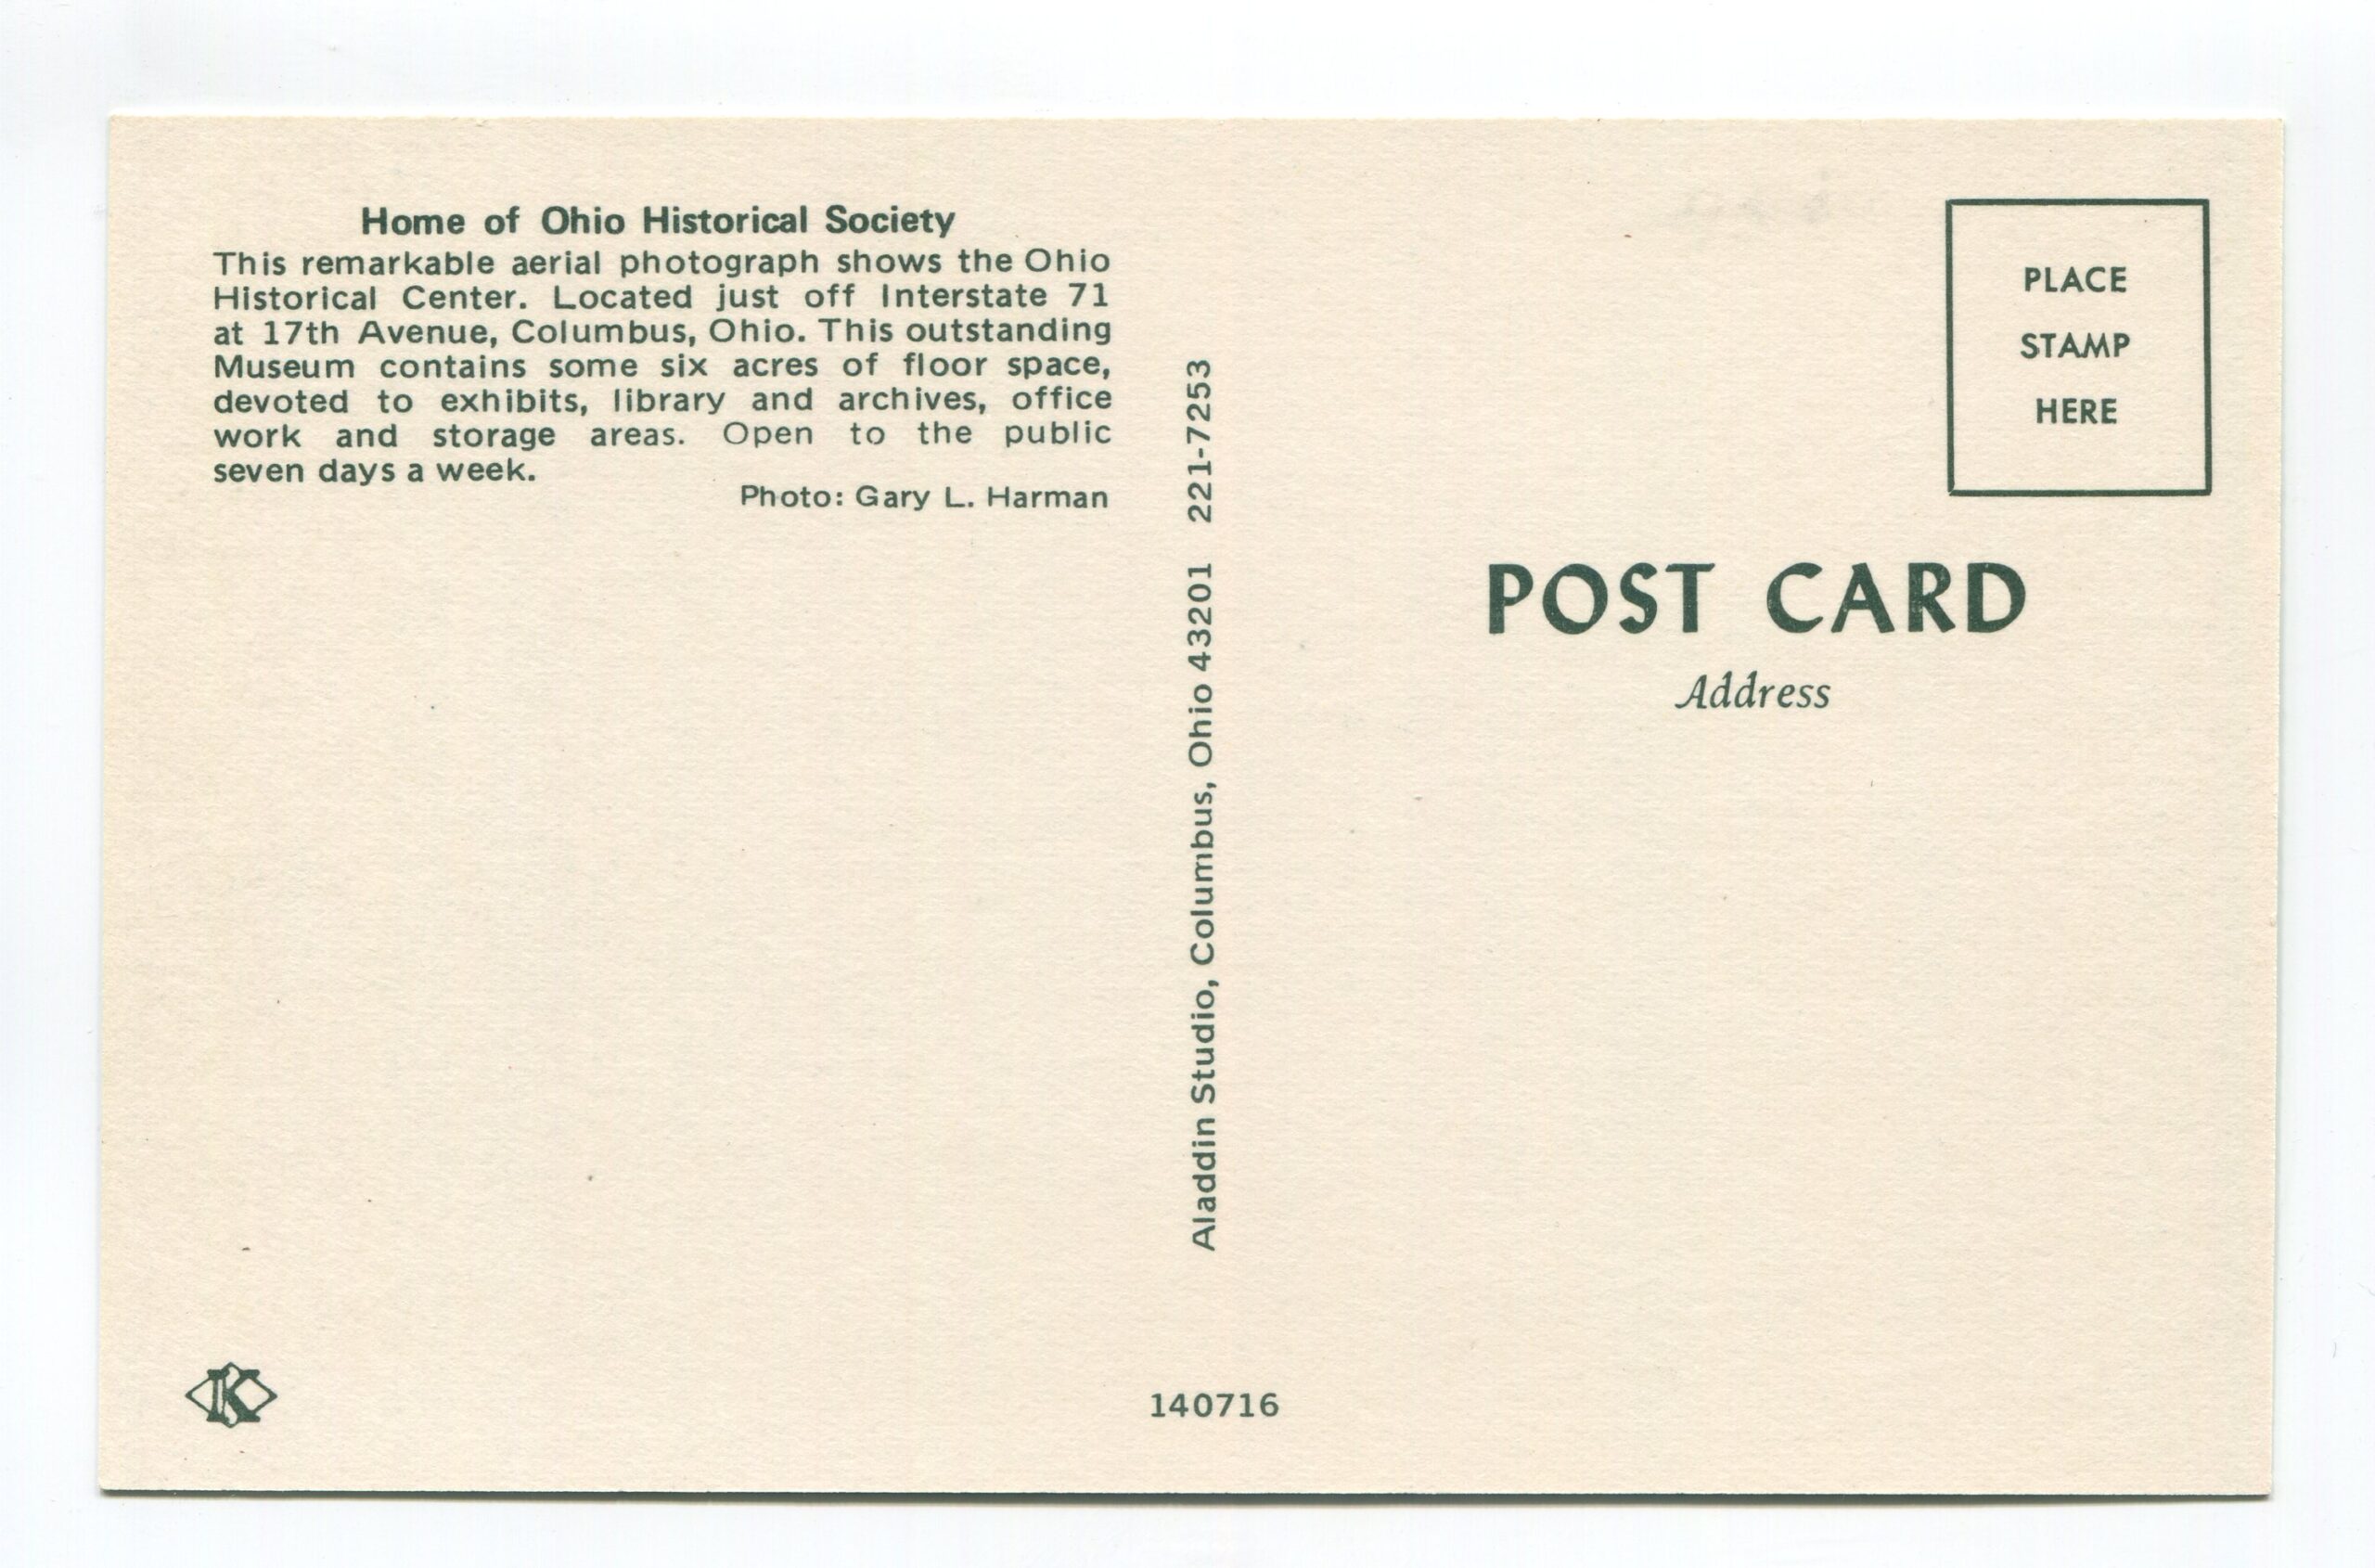 Home of Ohio Historical Society
This remarkable aerial photograph shows the Ohio
Historical Center. Located just off Interstate 71
at 17th Avenue, Columbus, Ohio. This outstanding
Museum contains some six acres of floor space,
devoted to exhibits, library and archives, office
work and storage areas. Open to the public
seven days a week.
Photo: Gary L. Harman
Aladdin Studio, Columbus, Ohio 43201 221-7253
PLACE
STAMP
HERE
POST CARD
Address
K
140716